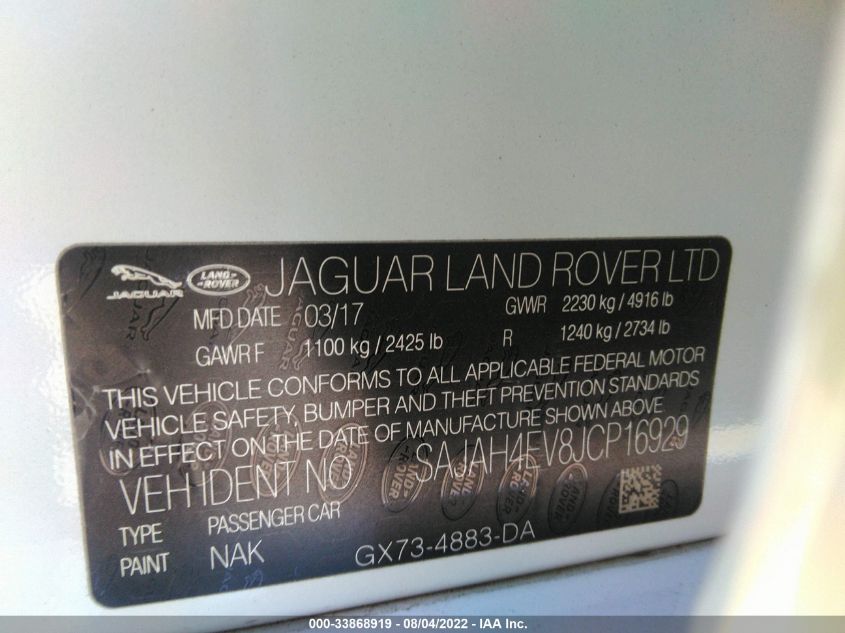 JAGUAR LAND-ROVER JAGUAR LAND ROVER LTD
MFD DATE 03/17 GVWR 2230 kg / 4916 lb
GAWR F 1100 kg / 2425 lb R 1240 kg / 2734 lb
THIS VEHICLE CONFORMS TO ALL APPLICABLE FEDERAL MOTOR
VEHICLE SAFETY, BUMPER AND THEFT PREVENTION STANDARDS
IN EFFECT ON THE DATE OF MANUFACTURE SHOWN ABOVE
VEH IDENT NO SAJAH4FV8JCP16929
TYPE PASSENGER CAR
PAINT NAK GX73-4883-DA
000-33868919 - 08/04/2022 - IAA Inc.